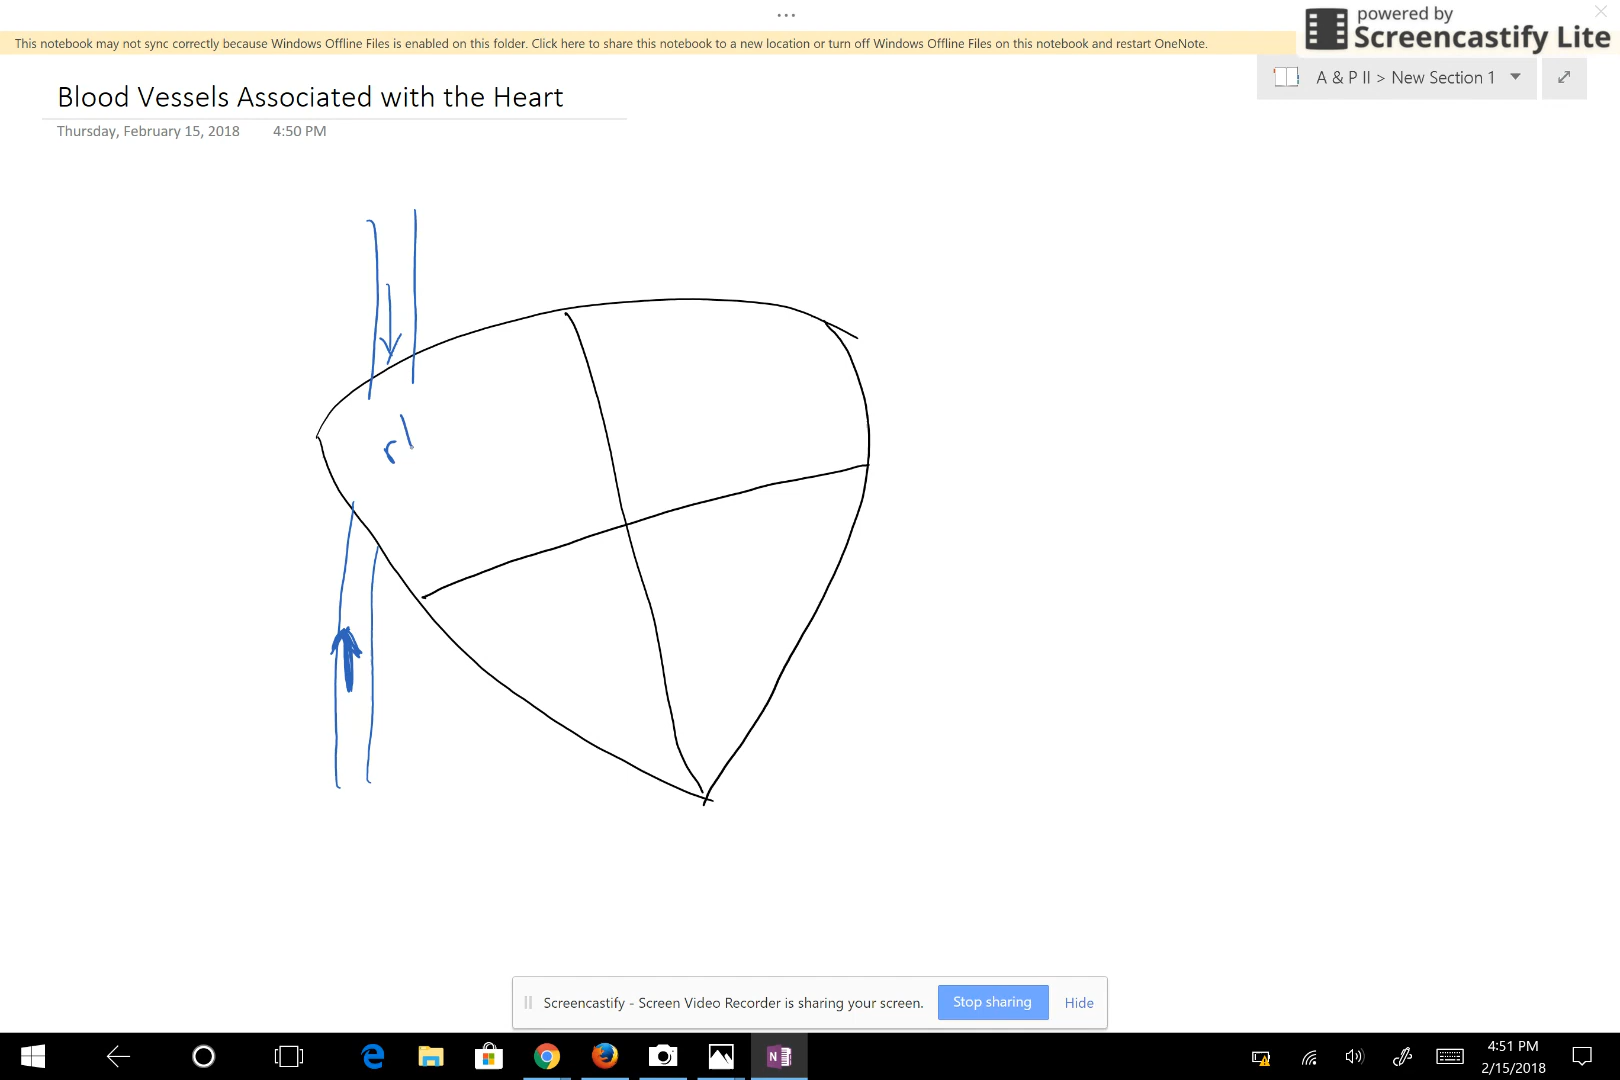 powered by
Screencastify Lite
This notebook may not sync correctly because Windows Offline Files is enabled on this folder. Click here to share this notebook to a new location or turn off Windows Offline Files on this notebook and restart OneNote.
A & P II > New Section 1
Blood Vessels Associated with the Heart
Thursday, February 15, 2018 4:50 PM
Screencastify - Screen Video Recorder is sharing your screen. Stop sharing Hide
4:51 PM
2/15/2018